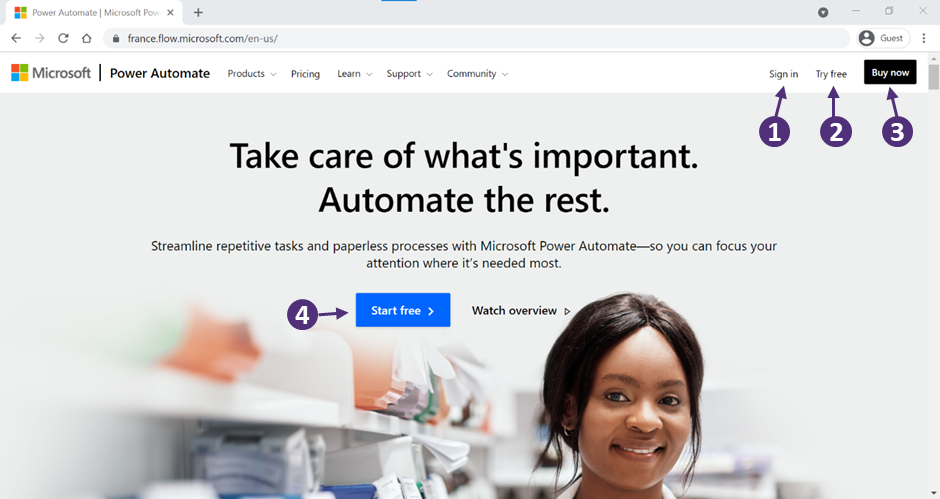 Power Automate | Microsoft Pow
france.flow.microsoft.com/en-us/
Guest
Microsoft
Power Automate
Products
Pricing
Learn
Support
Community
Sign in
Try free
Buy now
1
2
3
Take care of what's important.
Automate the rest.
Streamline repetitive tasks and paperless processes with Microsoft Power Automate—so you can focus your
attention where it's needed most.
4
Start free
Watch overview